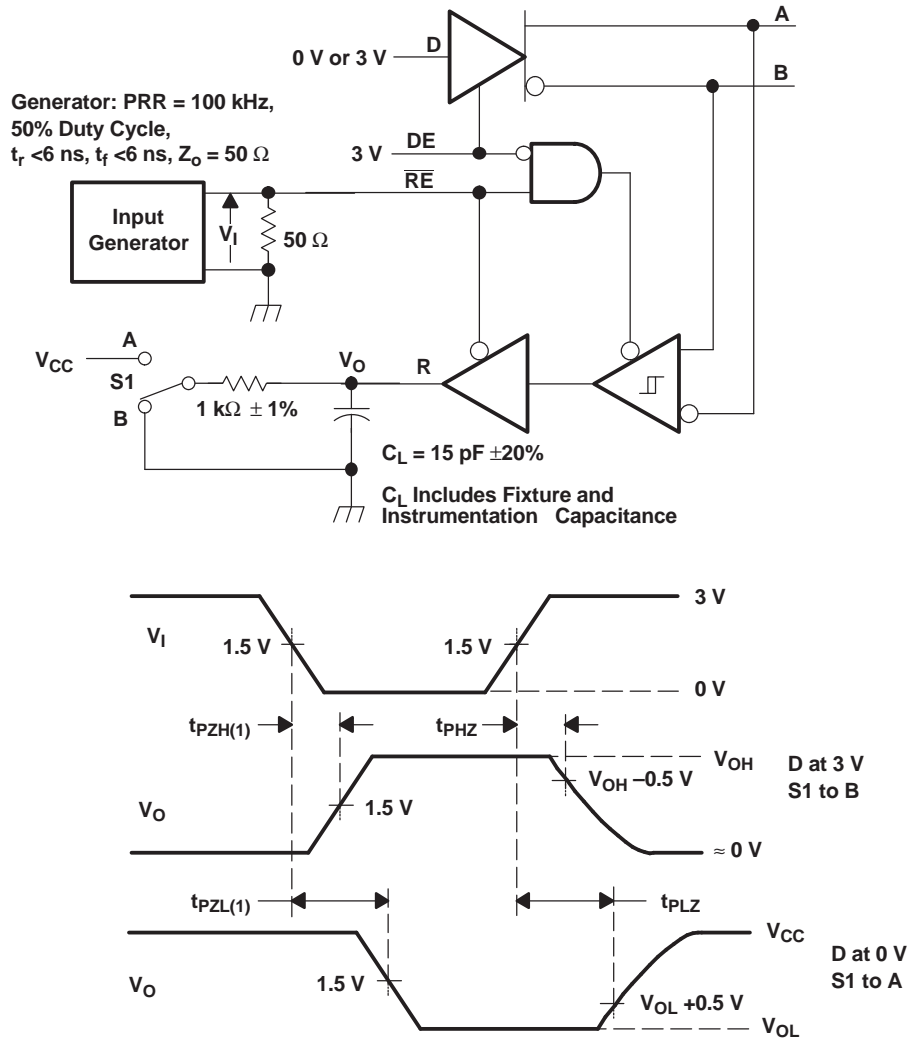 A
D
0 V or 3 V
B
Generator: PRR = 100 kHz,
50% Duty Cycle,
t_r <6 ns, t_f <6 ns, Z_o = 50 Ω
DE
3 V
R̅E̅
Input
Generator
V_I
50 Ω
A
V_CC
S1
B
1 kΩ ± 1%
V_O
R
C_L = 15 pF ±20%
C_L Includes Fixture and
Instrumentation Capacitance
3 V
V_I
1.5 V
1.5 V
0 V
t_PZH(1)
t_PHZ
V_OH
D at 3 V
S1 to B
V_OH −0.5 V
V_O
1.5 V
≈ 0 V
t_PZL(1)
t_PLZ
V_CC
D at 0 V
S1 to A
V_O
1.5 V
V_OL +0.5 V
V_OL